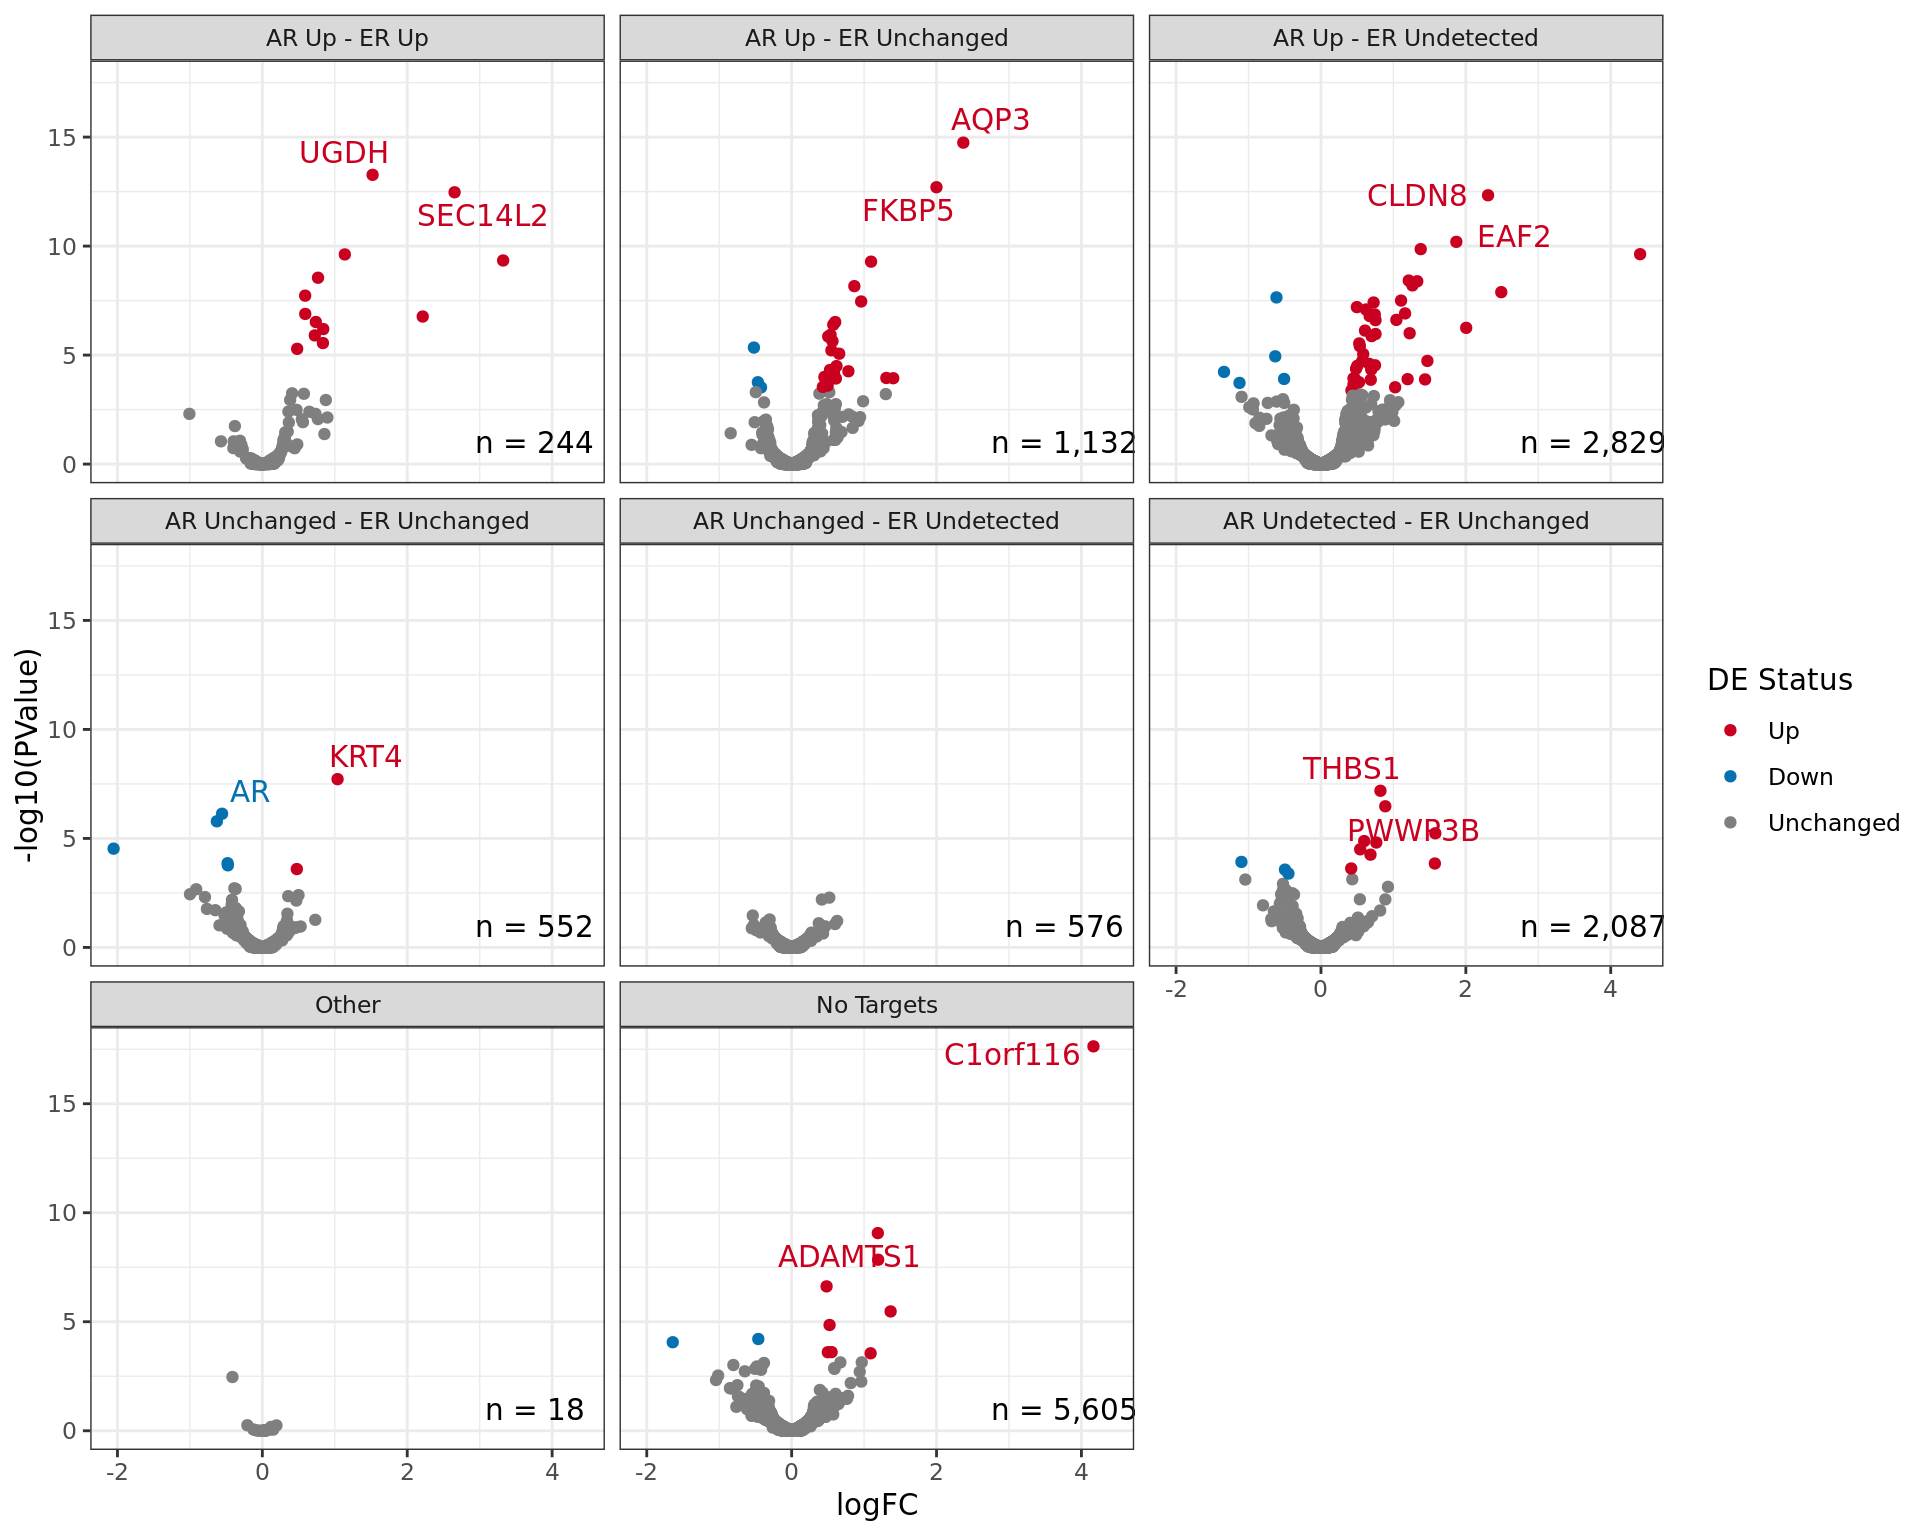 AR Up - ER Up
AR Up - ER Unchanged
AR Up - ER Undetected
15
10
5
0
UGDH
SEC14L2
n = 244
AQP3
FKBP5
n = 1,132
CLDN8
EAF2
n = 2,829
AR Unchanged - ER Unchanged
AR Unchanged - ER Undetected
AR Undetected - ER Unchanged
15
10
5
0
KRT4
AR
n = 552
n = 576
THBS1
PWWP3B
n = 2,087
-2 0 2 4
Other
No Targets
15
10
5
0
n = 18
C1orf116
ADAMTS1
n = 5,605
-2 0 2 4
-2 0 2 4
logFC
-log10(PValue)
DE Status
Up
Down
Unchanged